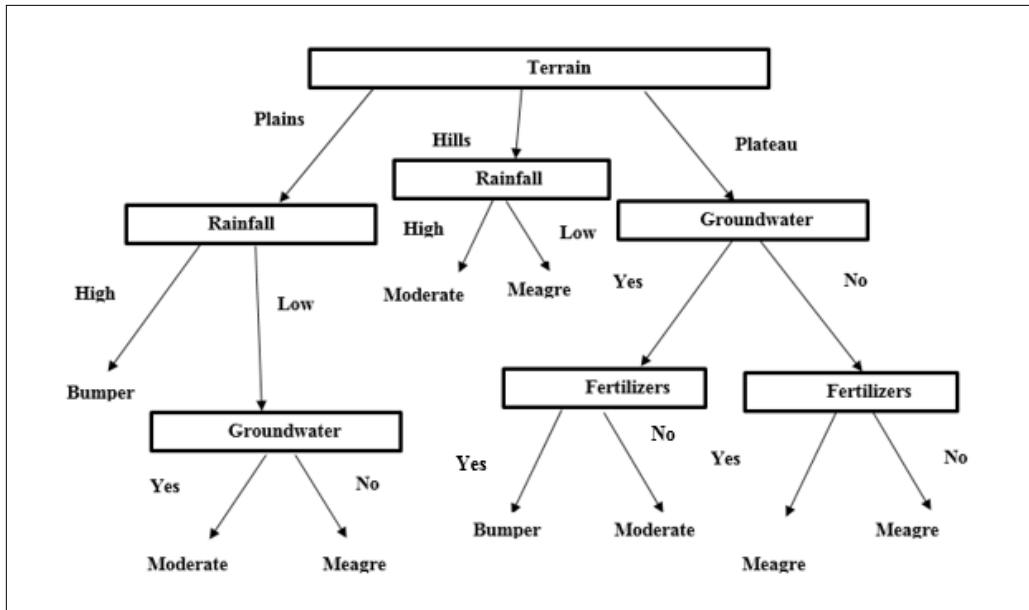 Terrain
Plains
Hills
Plateau
Rainfall
Rainfall
Groundwater
High
Low
High
Low
Yes
No
Moderate
Meagre
Bumper
Fertilizers
Fertilizers
Groundwater
Yes
No
Yes
No
Yes
No
Bumper
Moderate
Meagre
Moderate
Meagre
Meagre